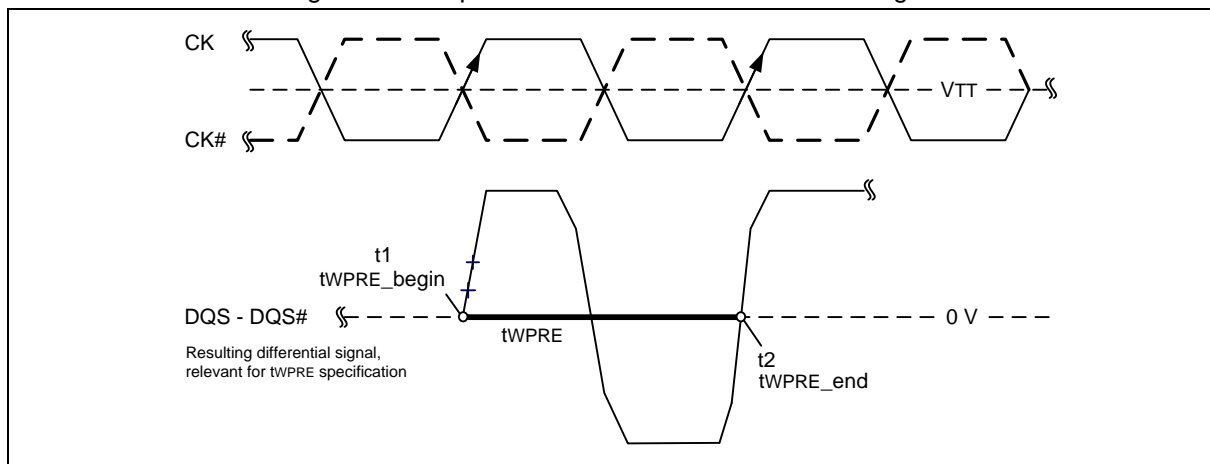 CK
VTT
CK#
t1
tWPRE_begin
DQS - DQS#
0 V
tWPRE
Resulting differential signal,
relevant for tWPRE specification
t2
tWPRE_end